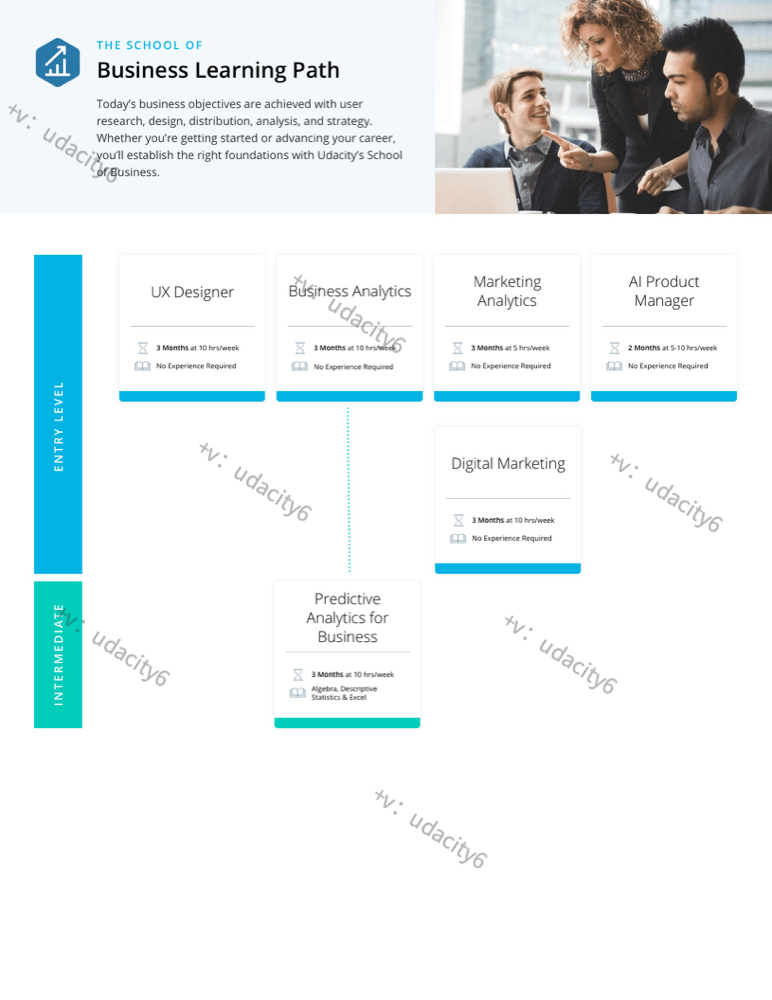 THE SCHOOL OF
Business Learning Path
Today’s business objectives are achieved with user
research, design, distribution, analysis, and strategy.
Whether you’re getting started or advancing your career,
you’ll establish the right foundations with Udacity’s School
of Business.
+v: udacity6
ENTRY LEVEL
UX Designer
3 Months at 10 hrs/week
No Experience Required
Business Analytics
3 Months at 10 hrs/week
No Experience Required
+v: udacity6
Marketing
Analytics
3 Months at 5 hrs/week
No Experience Required
AI Product
Manager
2 Months at 5-10 hrs/week
No Experience Required
Digital Marketing
3 Months at 10 hrs/week
No Experience Required
+v: udacity6
+v: udacity6
INTERMEDIATE
Predictive
Analytics for
Business
3 Months at 10 hrs/week
Algebra, Descriptive
Statistics & Excel
+v: udacity6
+v: udacity6
+v: udacity6